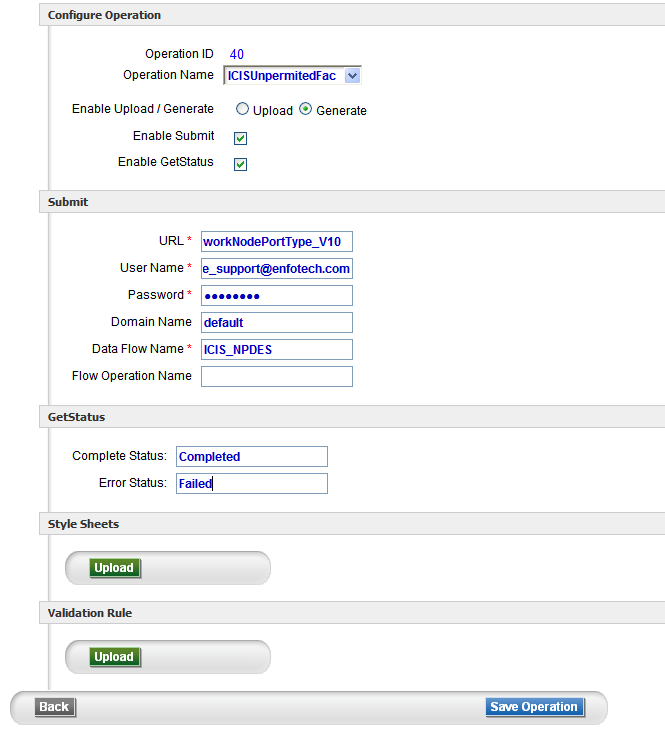 Configure Operation
Operation ID 40
Operation Name ICISUnpermitedFac
Enable Upload / Generate Upload Generate
Enable Submit
Enable GetStatus
Submit
URL * workNodePortType_V10
User Name * e_support@enfotech.com
Password * ●●●●●●●●
Domain Name default
Data Flow Name * ICIS_NPDES
Flow Operation Name
GetStatus
Complete Status: Completed
Error Status: Failed
Style Sheets
Upload
Validation Rule
Upload
Back Save Operation